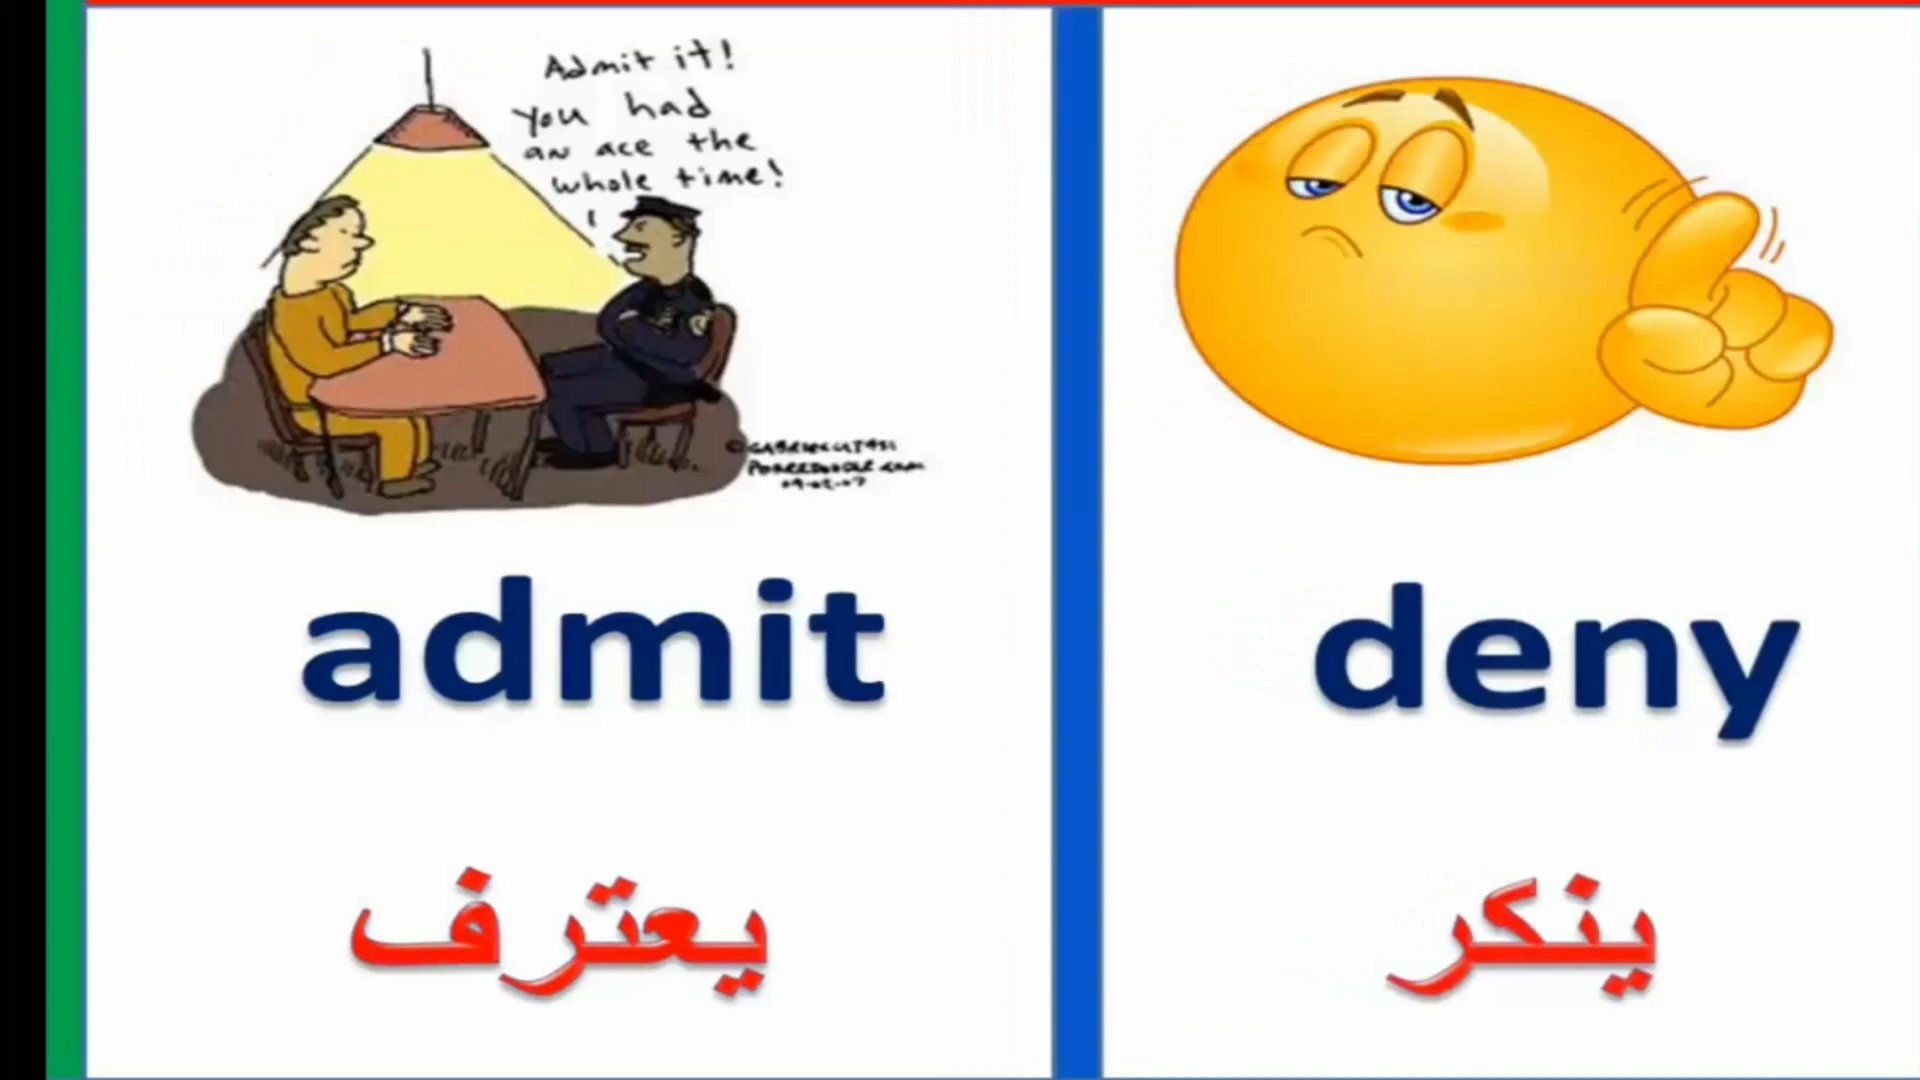 Admit it!
You had
an ace the
whole time!
admit
deny
يعترف
ينكر